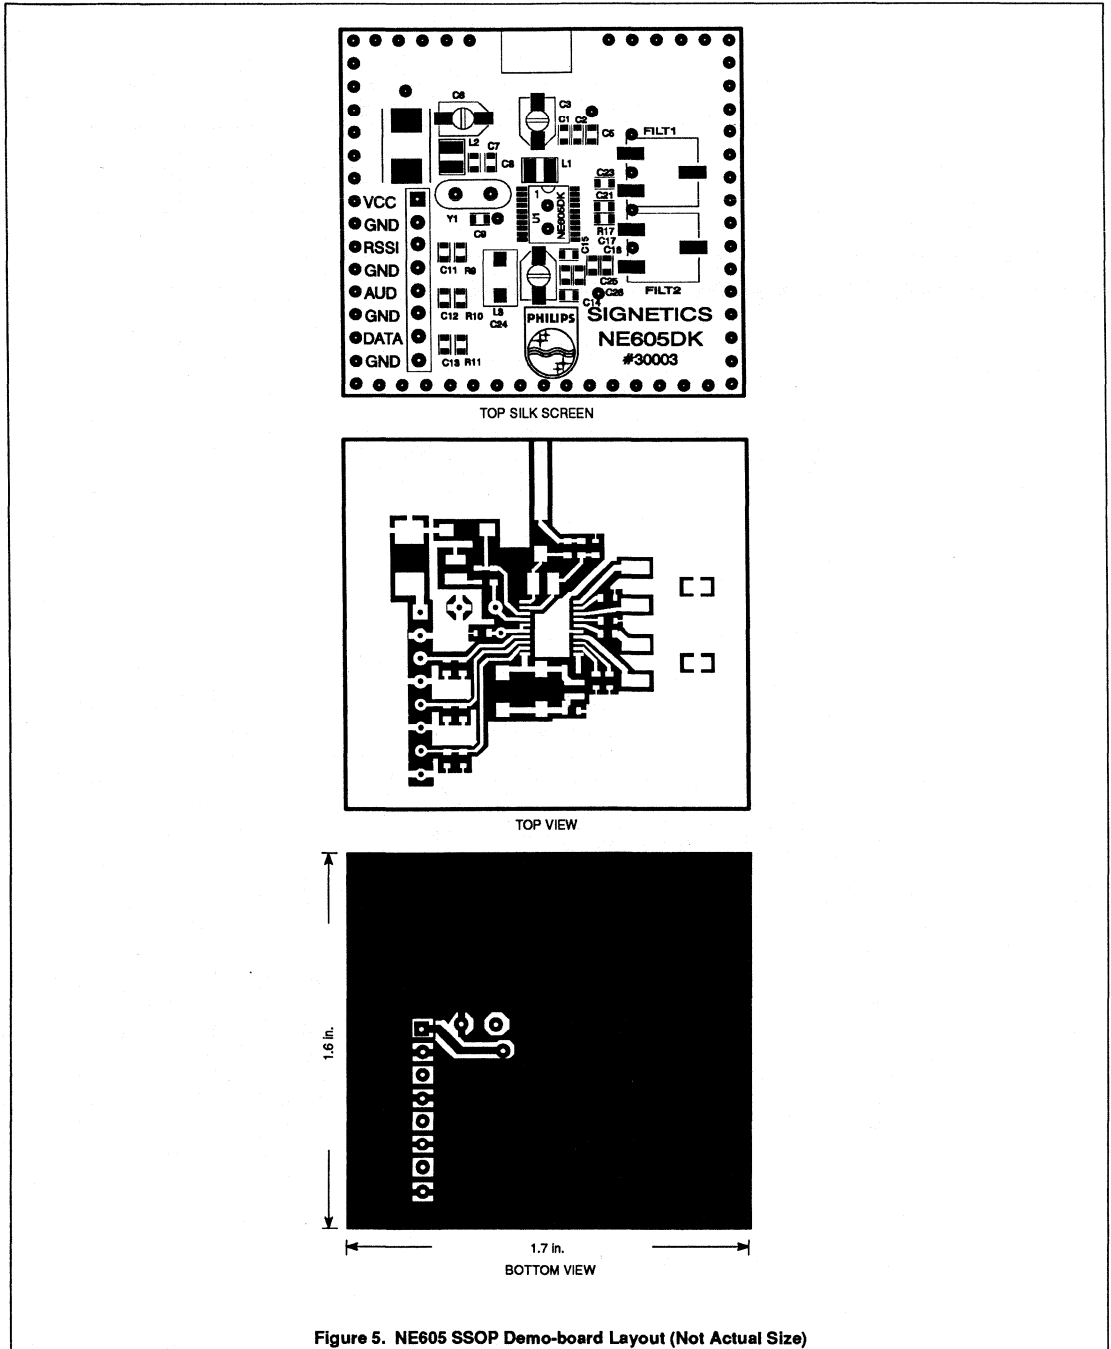 C6
C3
C1 C2
C5
FILT1
L2
C7
C8
L1
C23
C21
R17
C17
C18
1
5
NE605DK
Y1
C9
C15
VCC
GND
RSSI
GND
AUD
GND
DATA
GND
C11 R9
C12 R10
C13 R11
L3
C24
C25
C26
C14
FILT2
PHILIPS
SIGNETICS
NE605DK
#30003
TOP SILK SCREEN
TOP VIEW
1.6 in.
1.7 in.
BOTTOM VIEW
Figure 5. NE605 SSOP Demo-board Layout (Not Actual Size)